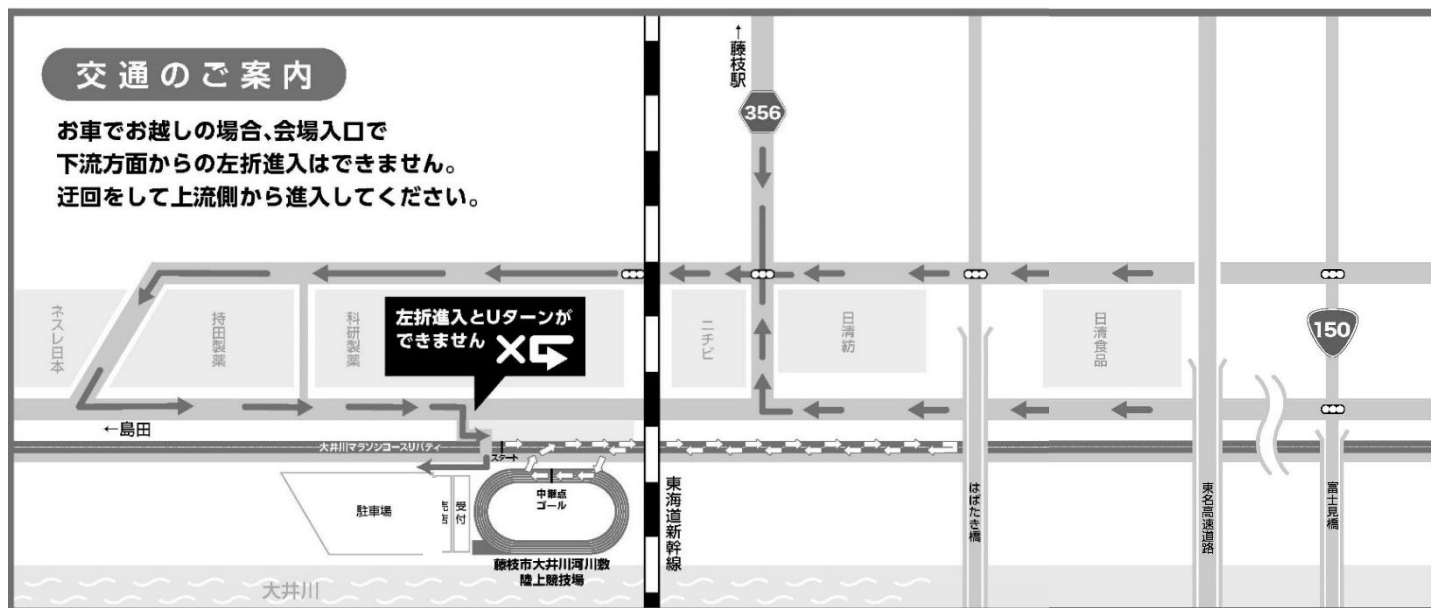 交通のご案内
お車でお越しの場合、会場入口で
下流方面からの左折進入はできません。
迂回をして上流側から進入してください。
↑藤枝駅
356
ネスレ日本
持田製薬
科研製薬
左折進入とUターンが
できません
ニチビ
日清紡
日清食品
150
←島田
大井川マラソンコースリバティ
スタート
中継点
ゴール
駐車場
売店
受付
藤枝市大井川河川敷
陸上競技場
東海道新幹線
はばたき橋
東名高速道路
富士見橋
大井川